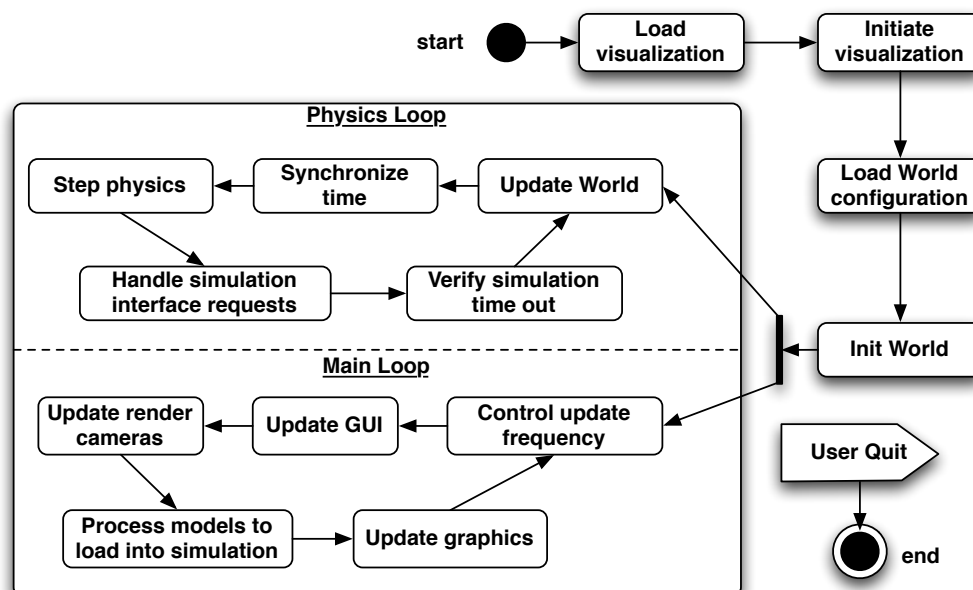 start
Load
visualization
Initiate
visualization
Load World
configuration
Init World
Physics Loop
Step physics
Synchronize
time
Update World
Handle simulation
interface requests
Verify simulation
time out
Main Loop
Update render
cameras
Update GUI
Control update
frequency
Process models to
load into simulation
Update graphics
User Quit
end